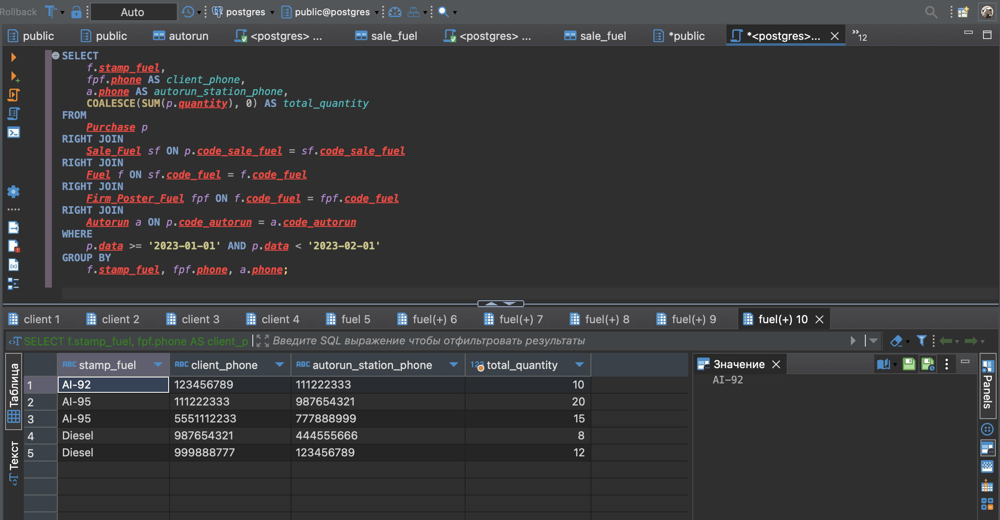 Rollback Auto postgres public@postgres
public public autorun <postgres> ... sale_fuel <postgres> ... sale_fuel *public *<postgres>... »12
SELECT
f.stamp_fuel,
fpf.phone AS client_phone,
a.phone AS autorun_station_phone,
COALESCE(SUM(p.quantity), 0) AS total_quantity
FROM
Purchase p
RIGHT JOIN
Sale_Fuel sf ON p.code_sale_fuel = sf.code_sale_fuel
RIGHT JOIN
Fuel f ON sf.code_fuel = f.code_fuel
RIGHT JOIN
Firm_Poster_Fuel fpf ON f.code_fuel = fpf.code_fuel
RIGHT JOIN
Autorun a ON p.code_autorun = a.code_autorun
WHERE
p.data >= '2023-01-01' AND p.data < '2023-02-01'
GROUP BY
f.stamp_fuel, fpf.phone, a.phone;
client 1 client 2 client 3 client 4 fuel 5 fuel(+) 6 fuel(+) 7 fuel(+) 8 fuel(+) 9 fuel(+) 10
SELECT f.stamp_fuel, fpf.phone AS client_p Введите SQL выражение чтобы отфильтровать результаты
Таблица
Текст
ABC stamp_fuel ABC client_phone ABC autorun_station_phone 123 total_quantity
1 AI-92 123456789 111222333 10
2 AI-95 111222333 987654321 20
3 AI-95 5551112233 777888999 15
4 Diesel 987654321 444555666 8
5 Diesel 999888777 123456789 12
Значение
AI-92
Panels